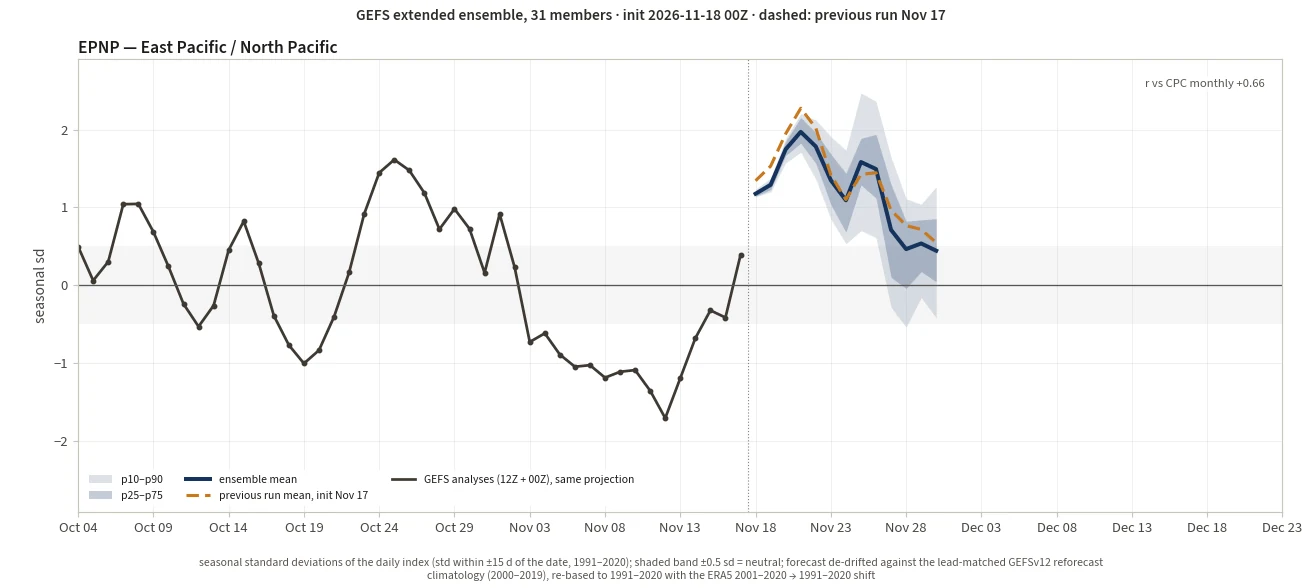 GEFS extended ensemble, 31 members · init 2026-11-18 00Z · dashed: previous run Nov 17
EPNP — East Pacific / North Pacific
r vs CPC monthly +0.66
seasonal sd
2
1
0
−1
−2
p10–p90
p25–p75
ensemble mean
previous run mean, init Nov 17
GEFS analyses (12Z + 00Z), same projection
Oct 04 Oct 09 Oct 14 Oct 19 Oct 24 Oct 29 Nov 03 Nov 08 Nov 13 Nov 18 Nov 23 Nov 28 Dec 03 Dec 08 Dec 13 Dec 18 Dec 23
seasonal standard deviations of the daily index (std within ±15 d of the date, 1991–2020); shaded band ±0.5 sd = neutral; forecast de-drifted against the lead-matched GEFSv12 reforecast
climatology (2000–2019), re-based to 1991–2020 with the ERA5 2001–2020 → 1991–2020 shift